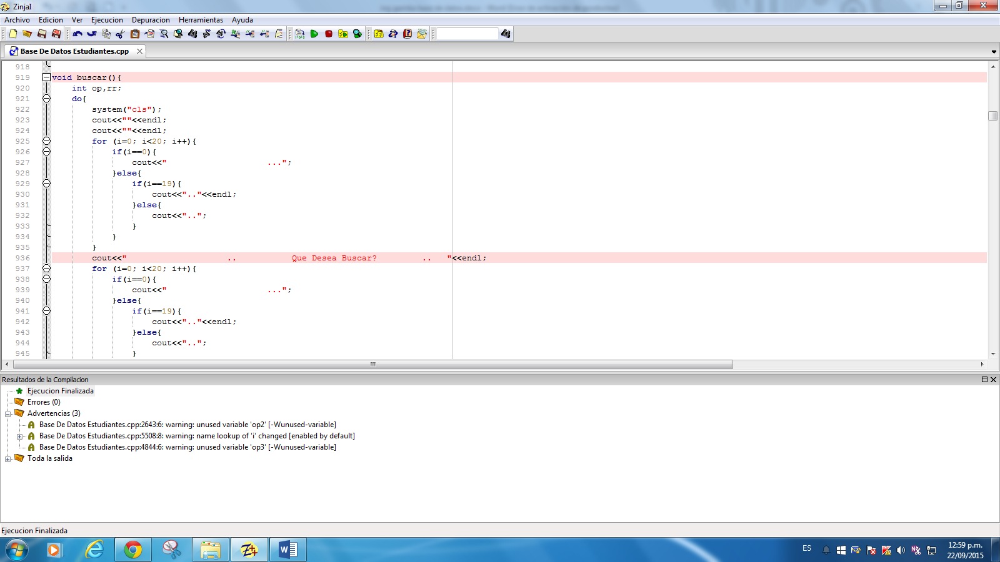 ZinjaI
Archivo Edicion Ver Ejecucion Depuracion Herramientas Ayuda
Base De Datos Estudiantes.cpp
918
919 void buscar(){
920 int op,rr;
921 do{
922 system("cls");
923 cout<<""<<endl;
924 cout<<""<<endl;
925 for (i=0; i<20; i++){
926 if(i==0){
927 cout<<"                    ...";
928 }else{
929 if(i==19){
930 cout<<".."<<endl;
931 }else{
932 cout<<"..";
933 }
934 }
935 }
936 cout<<"                    ..           Que Desea Buscar?         ..   "<<endl;
937 for (i=0; i<20; i++){
938 if(i==0){
939 cout<<"                    ...";
940 }else{
941 if(i==19){
942 cout<<".."<<endl;
943 }else{
944 cout<<"..";
945 }
Resultados de la Compilacion
Ejecucion Finalizada
Errores (0)
Advertencias (3)
Base De Datos Estudiantes.cpp:2643:6: warning: unused variable 'op2' [-Wunused-variable]
Base De Datos Estudiantes.cpp:5508:8: warning: name lookup of 'i' changed [enabled by default]
Base De Datos Estudiantes.cpp:4844:6: warning: unused variable 'op3' [-Wunused-variable]
Toda la salida
Ejecucion Finalizada
ES
12:59 p.m.
22/09/2015